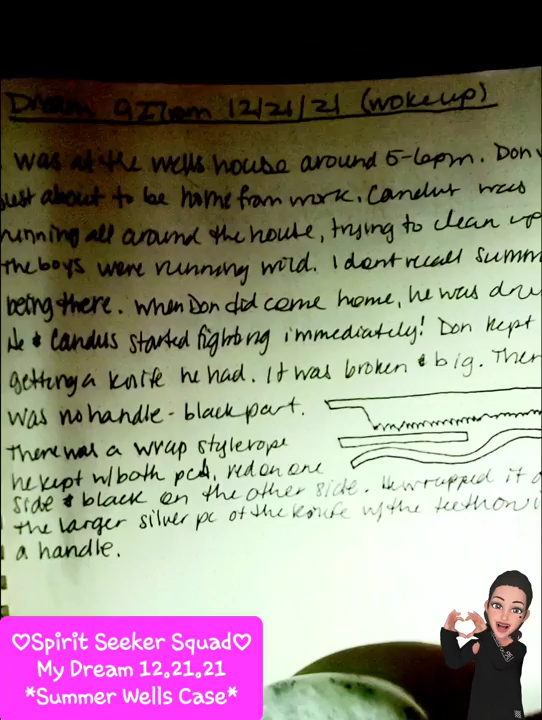 Dream 927am 12/21/21 (wokeup)
was at the wells house around 5-6pm. Don
just about to be home from work. Candus was
running all around the house, trying to clean up
The boys were running wild. I dont recall Summ
being there. When Don did come home, he was dru
He & Candus started fighting immediately! Don kept
getting a knife he had. It was broken & big. Ther
was no handle - black part.
There was a wrap style rope
he kept w/both pcs, red on one
side & black on the other side. He wrapped it
the larger silver pc of the knife w/the teeth on
a handle.
♡Spirit Seeker Squad♡
My Dream 12.21.21
*Summer Wells Case*